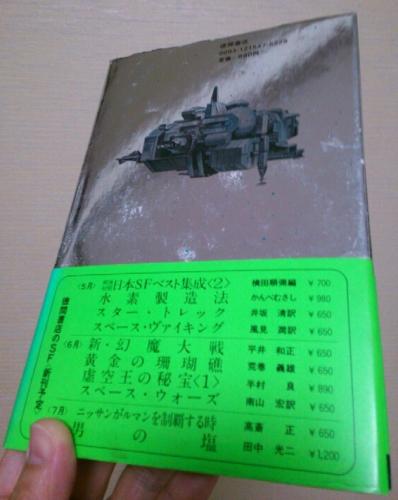 徳間書店
徳間書店のSF〈新刊予定〉
〈5月〉 日本SFベスト集成〈2〉 横田順彌編 ¥700
水素製造法 かんべむさし ¥980
スター・トレック 井坂 清訳 ¥650
スペース・ヴァイキング 風見 潤訳 ¥650
〈6月〉 新・幻魔大戦 平井 和正 ¥650
黄金の珊瑚礁 荒巻 義雄 ¥650
虚空王の秘宝〈1〉 半村 良 ¥890
スペース・ウォーズ 南山 宏訳 ¥650
〈7月〉 ニッサンがルマンを制覇する時 高斎 正 ¥650
男の塩 田中 光二 ¥1,200